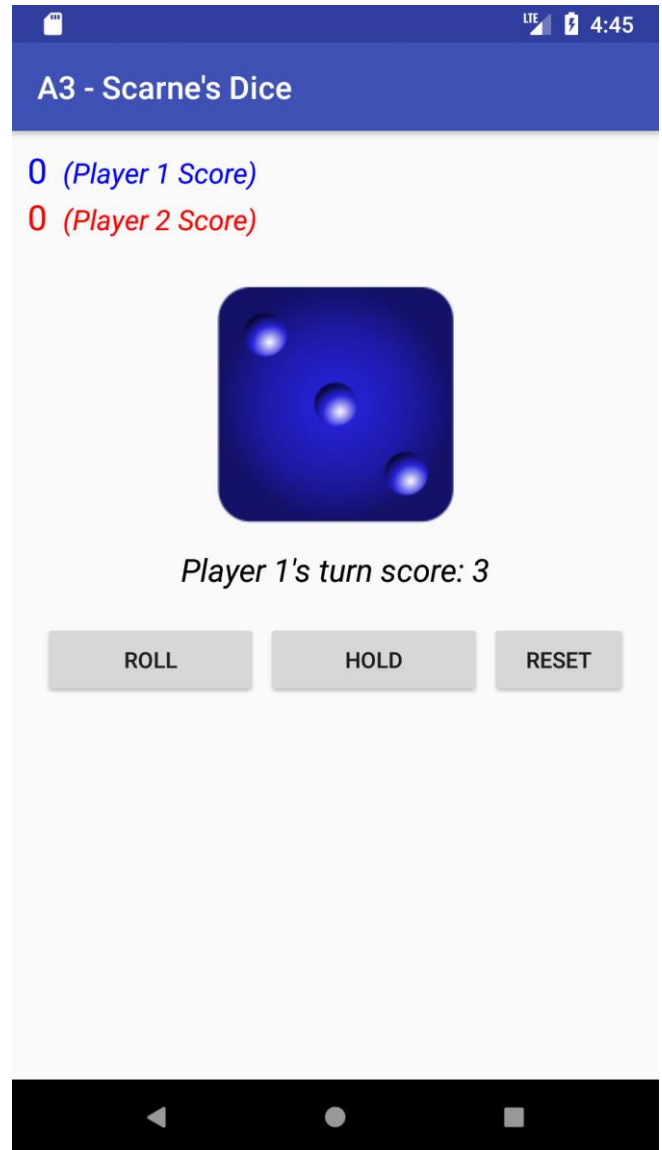 LTE 4:45
A3 - Scarne's Dice
0 (Player 1 Score)
0 (Player 2 Score)
Player 1's turn score: 3
ROLL HOLD RESET